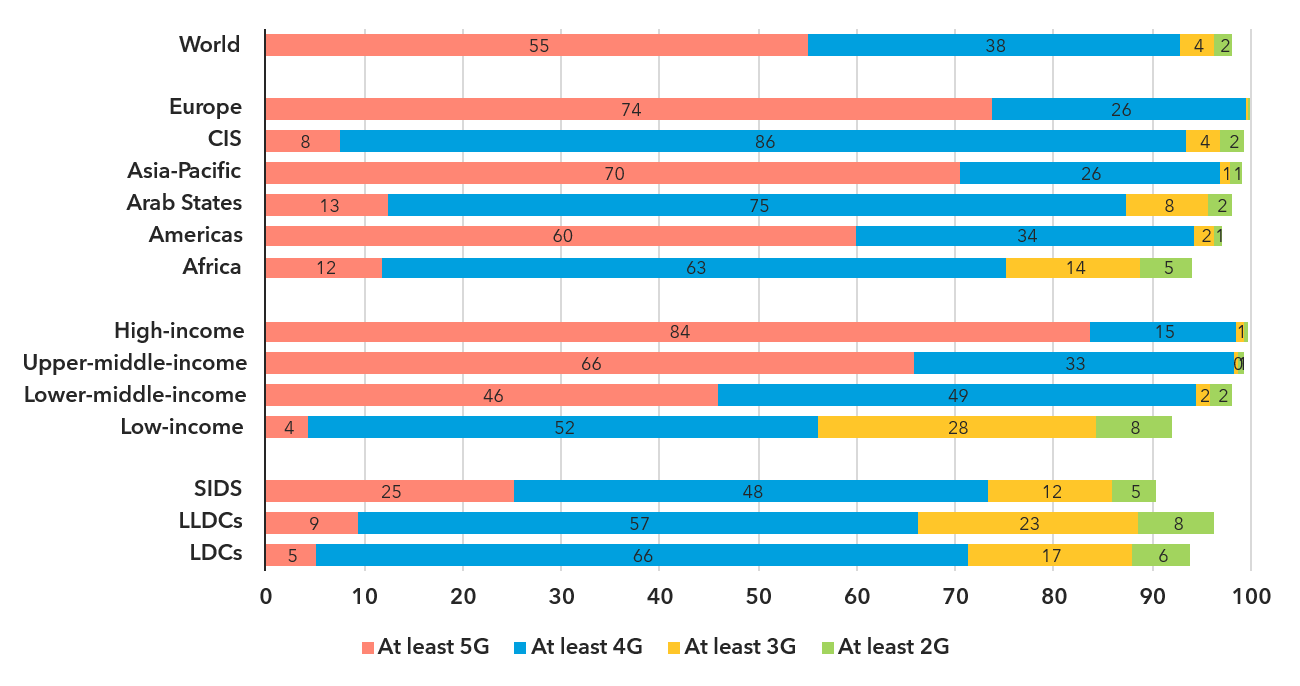 World 55 38 4 2
Europe 74 26
CIS 8 86 4 2
Asia-Pacific 70 26 1 1
Arab States 13 75 8 2
Americas 60 34 2 1
Africa 12 63 14 5
High-income 84 15 1
Upper-middle-income 66 33 0 1
Lower-middle-income 46 49 2 2
Low-income 4 52 28 8
SIDS 25 48 12 5
LLDCs 9 57 23 8
LDCs 5 66 17 6
0 10 20 30 40 50 60 70 80 90 100
At least 5G At least 4G At least 3G At least 2G